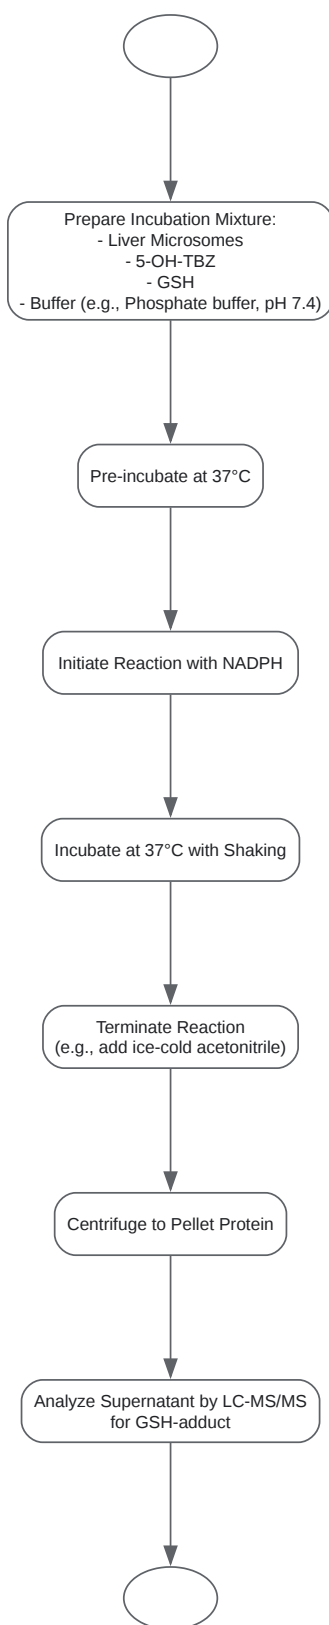 Prepare Incubation Mixture:
- Liver Microsomes
- 5-OH-TBZ
- GSH
- Buffer (e.g., Phosphate buffer, pH 7.4)
Pre-incubate at 37°C
Initiate Reaction with NADPH
Incubate at 37°C with Shaking
Terminate Reaction
(e.g., add ice-cold acetonitrile)
Centrifuge to Pellet Protein
Analyze Supernatant by LC-MS/MS
for GSH-adduct